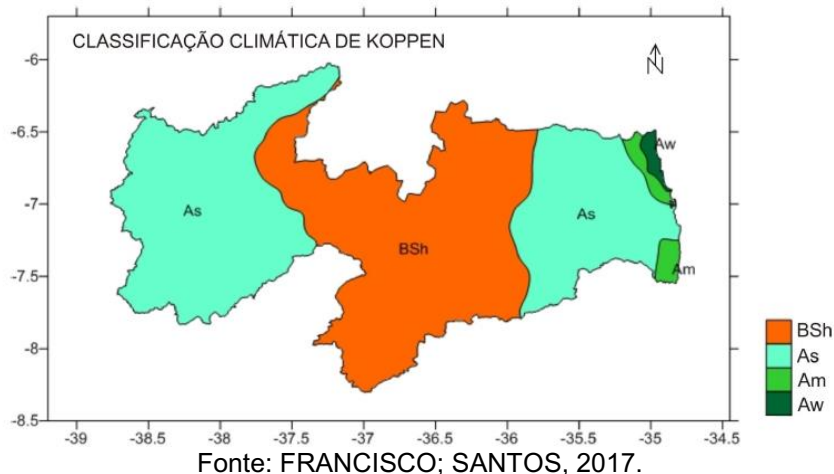 CLASSIFICAÇÃO CLIMÁTICA DE KOPPEN
N
-6
-6.5
-7
-7.5
-8
-8.5
As
BSh
As
Aw
Am
BSh
As
Am
Aw
-39 -38.5 -38 -37.5 -37 -36.5 -36 -35.5 -35 -34.5
Fonte: FRANCISCO; SANTOS, 2017.